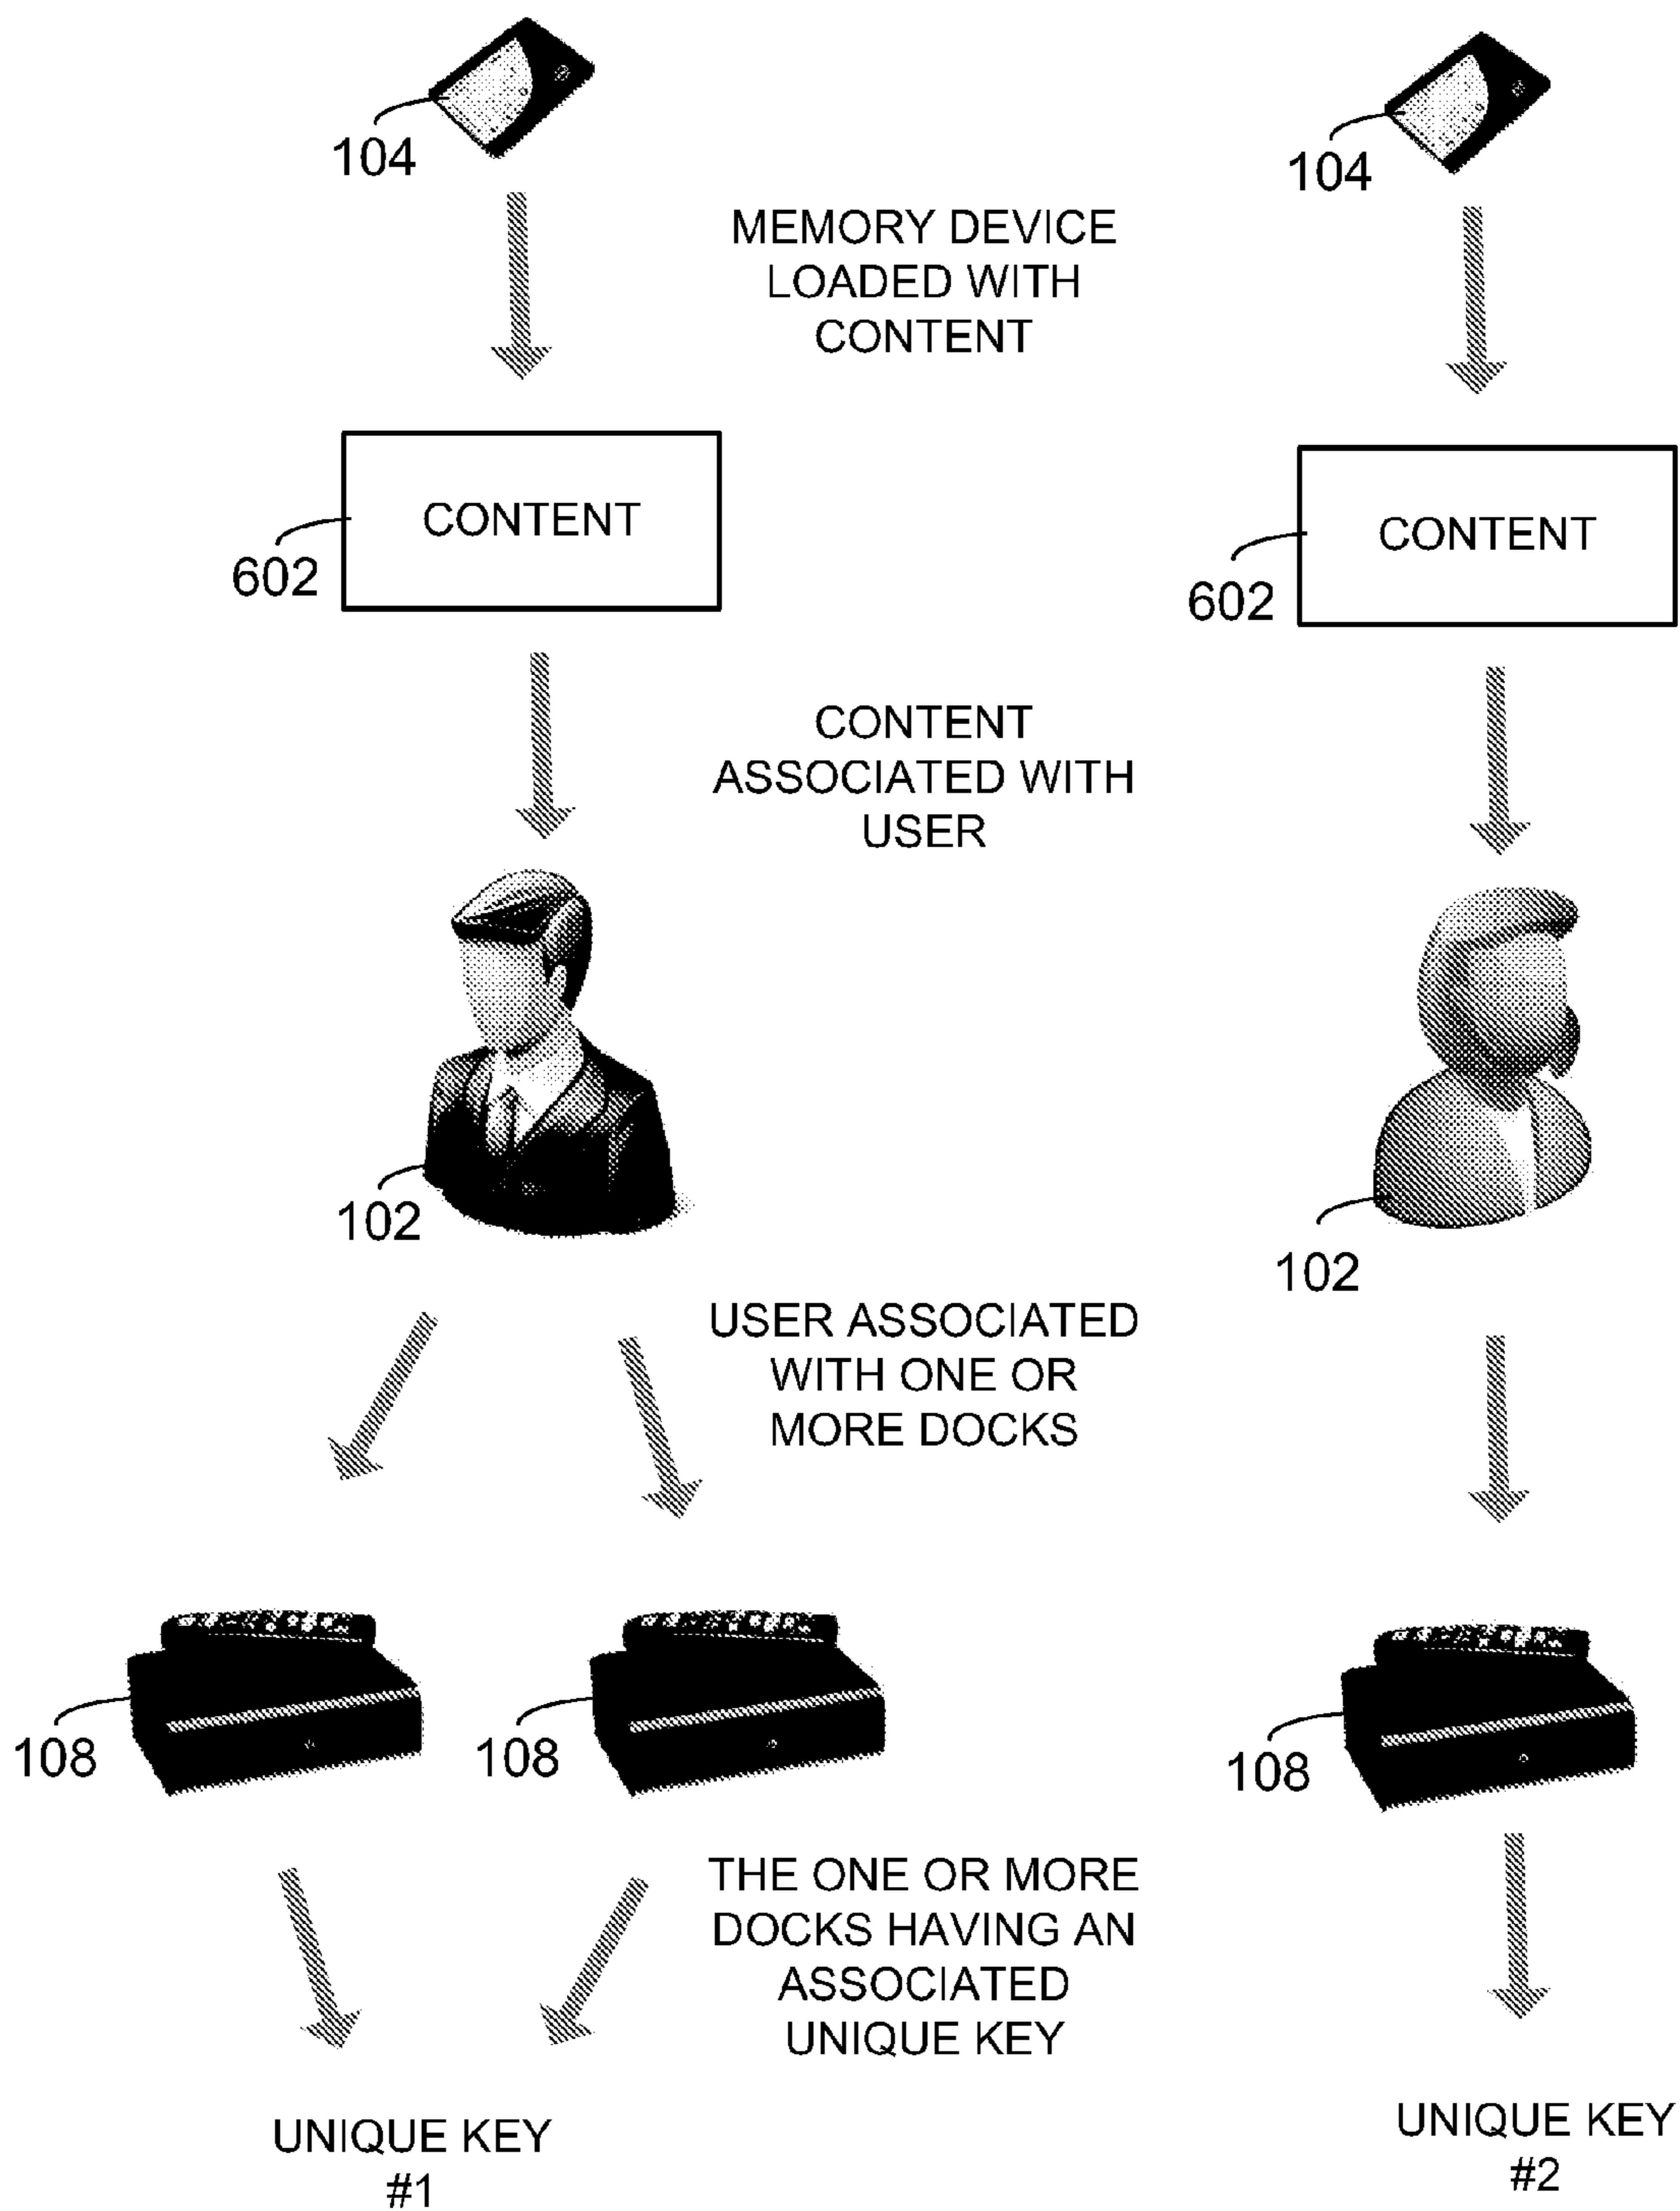 104
104
MEMORY DEVICE
LOADED WITH
CONTENT
CONTENT
602
CONTENT
602
CONTENT
ASSOCIATED WITH
USER
102
102
USER ASSOCIATED
WITH ONE OR
MORE DOCKS
108
108
108
THE ONE OR MORE
DOCKS HAVING AN
ASSOCIATED
UNIQUE KEY
UNIQUE KEY
#1
UNIQUE KEY
#2